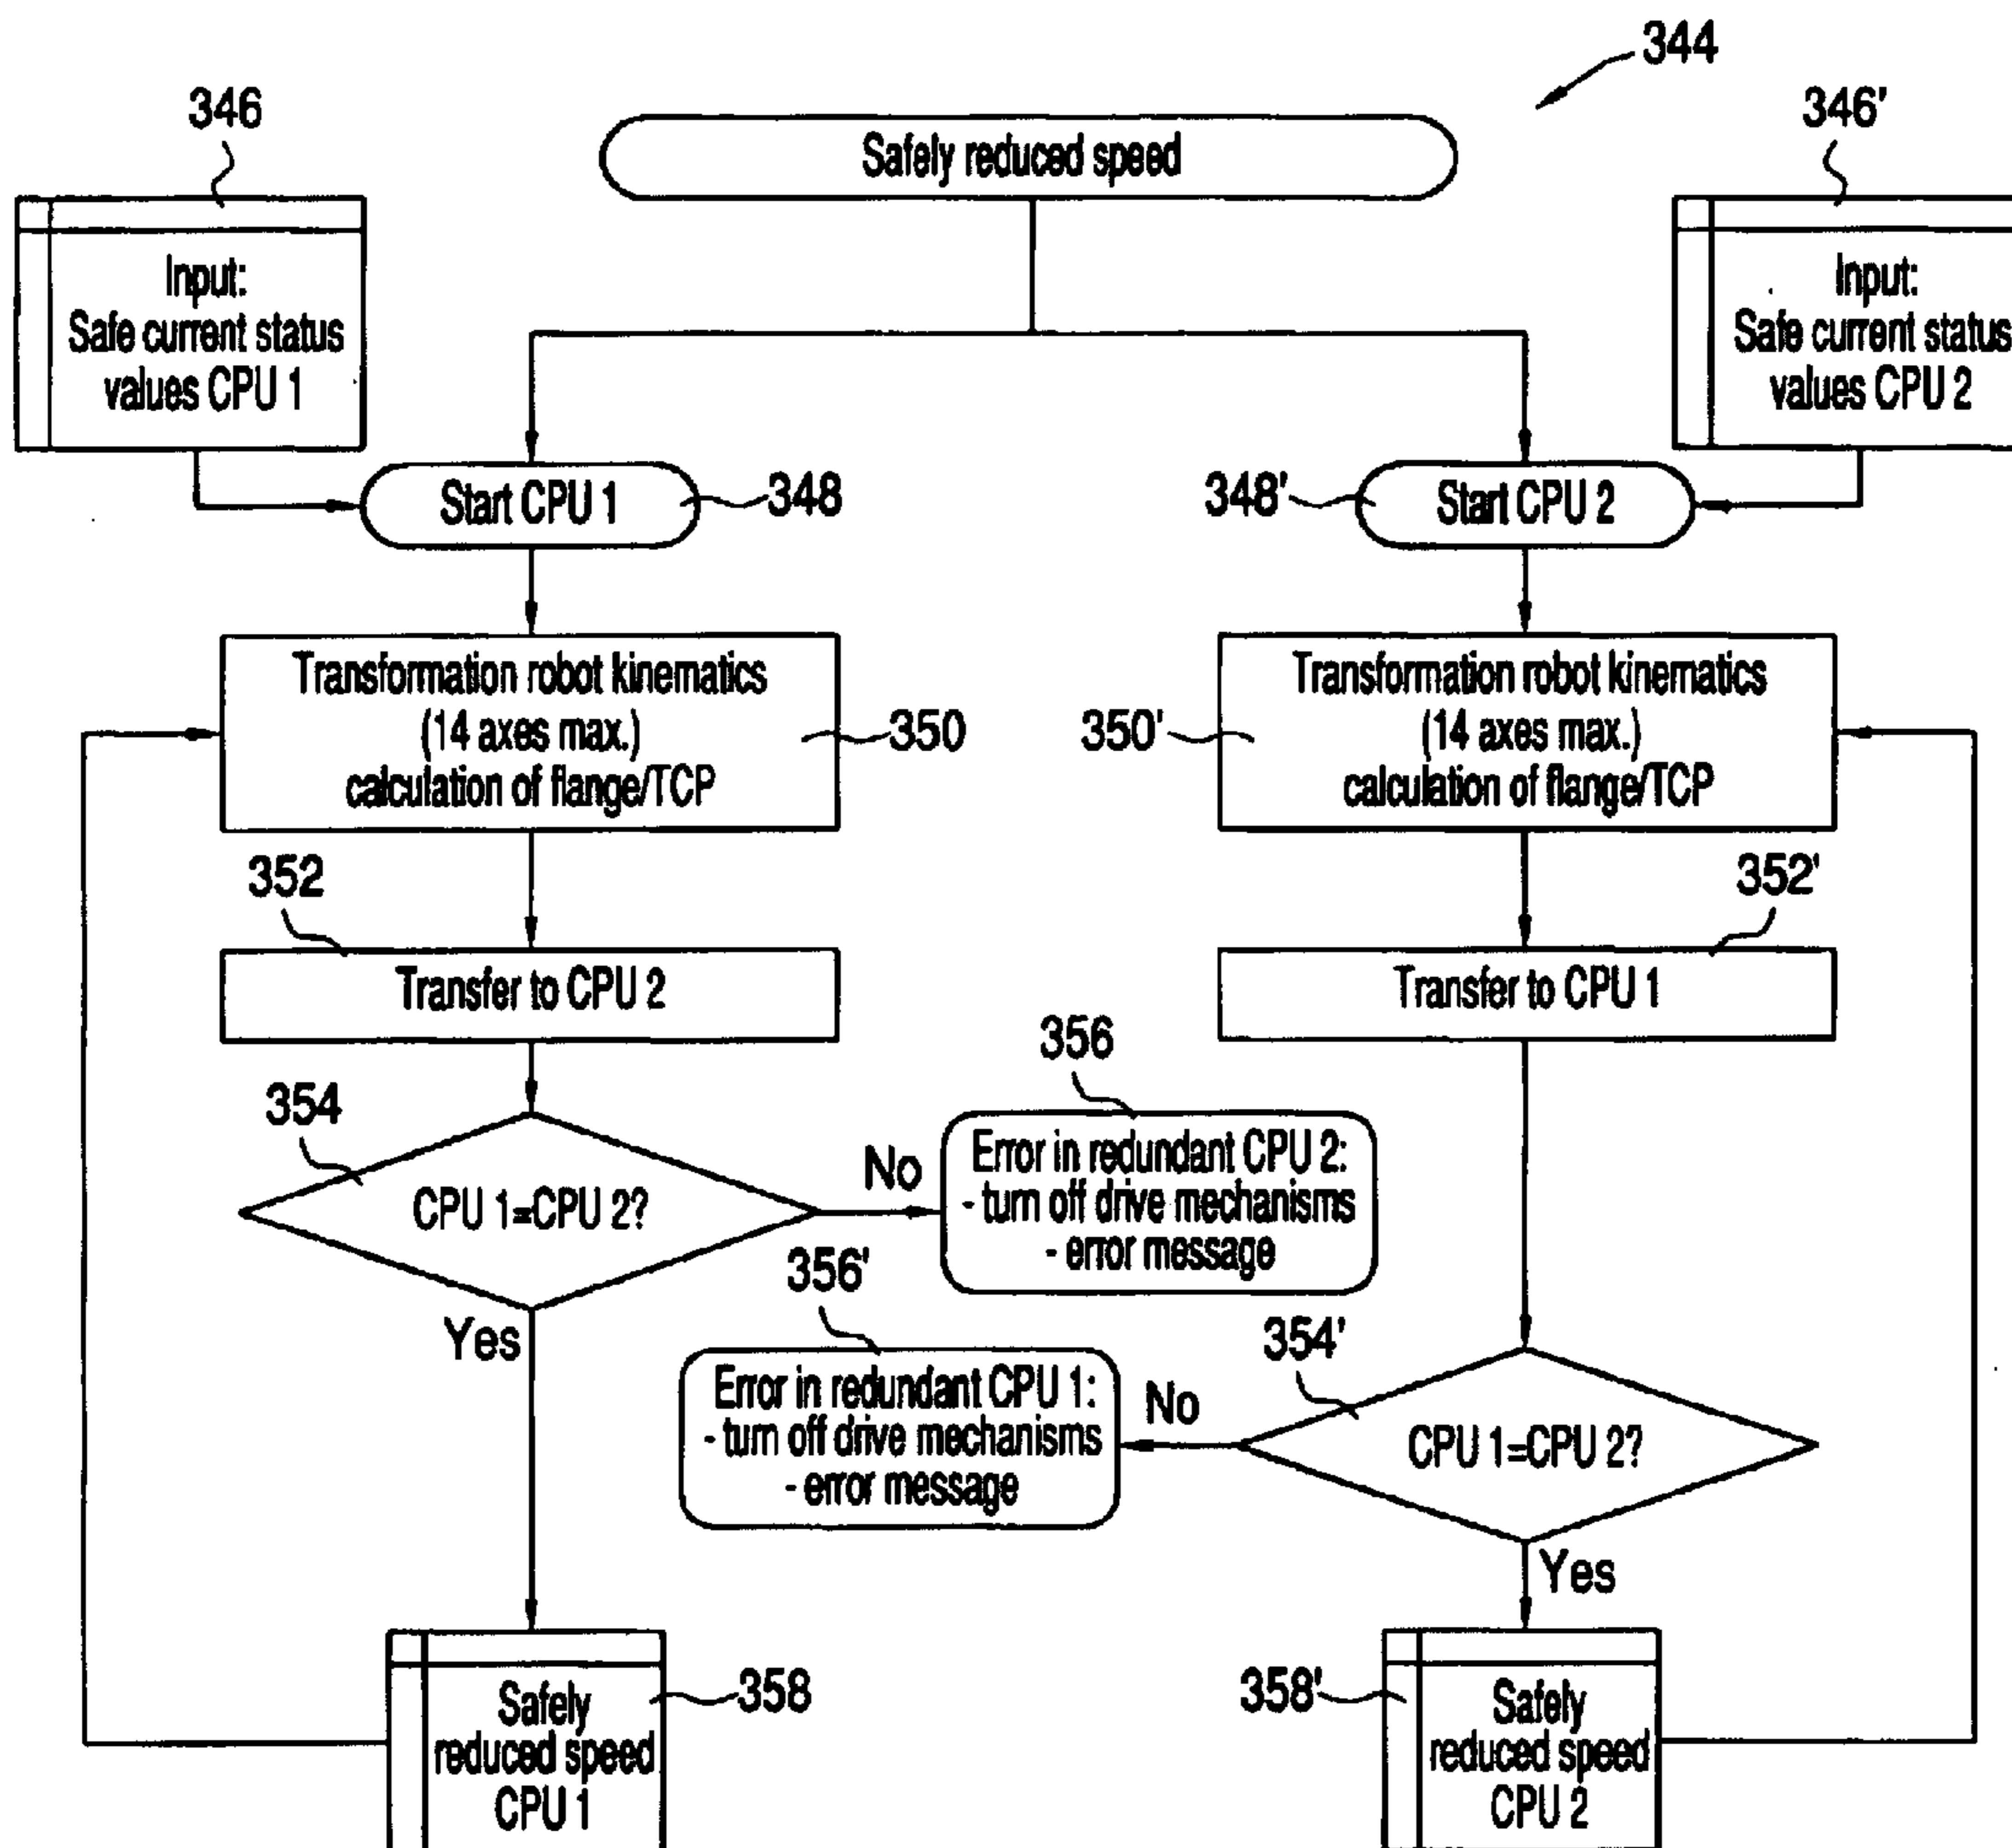 344
346
346'
Safely reduced speed
Input:
Safe current status
values CPU 1
Input:
Safe current status
values CPU 2
Start CPU 1
348
348'
Start CPU 2
Transformation robot kinematics
(14 axes max.)
calculation of flange/TCP
350
350'
Transformation robot kinematics
(14 axes max.)
calculation of flange/TCP
352
352'
Transfer to CPU 2
Transfer to CPU 1
356
354
CPU 1=CPU 2?
No
Error in redundant CPU 2:
- turn off drive mechanisms
- error message
356'
Yes
354'
Error in redundant CPU 1:
- turn off drive mechanisms
- error message
No
CPU 1=CPU 2?
Yes
Safely
reduced speed
CPU 1
358
358'
Safely
reduced speed
CPU 2